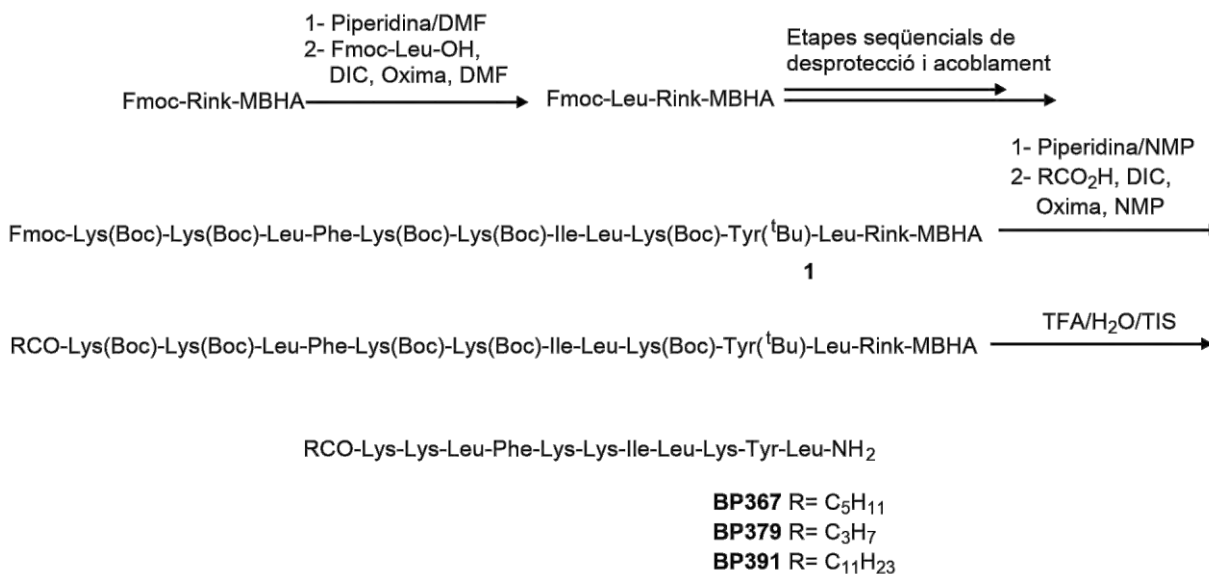 1- Piperidina/DMF
2- Fmoc-Leu-OH,
DIC, Oxima, DMF
Fmoc-Rink-MBHA
Fmoc-Leu-Rink-MBHA
Etapes seqüencials de
desprotecció i acoblament
1- Piperidina/NMP
2- RCO₂H, DIC,
Oxima, NMP
Fmoc-Lys(Boc)-Lys(Boc)-Leu-Phe-Lys(Boc)-Lys(Boc)-Ile-Leu-Lys(Boc)-Tyr(ᵗBu)-Leu-Rink-MBHA
1
RCO-Lys(Boc)-Lys(Boc)-Leu-Phe-Lys(Boc)-Lys(Boc)-Ile-Leu-Lys(Boc)-Tyr(ᵗBu)-Leu-Rink-MBHA
TFA/H₂O/TIS
RCO-Lys-Lys-Leu-Phe-Lys-Lys-Ile-Leu-Lys-Tyr-Leu-NH₂
BP367 R= C₅H₁₁
BP379 R= C₃H₇
BP391 R= C₁₁H₂₃